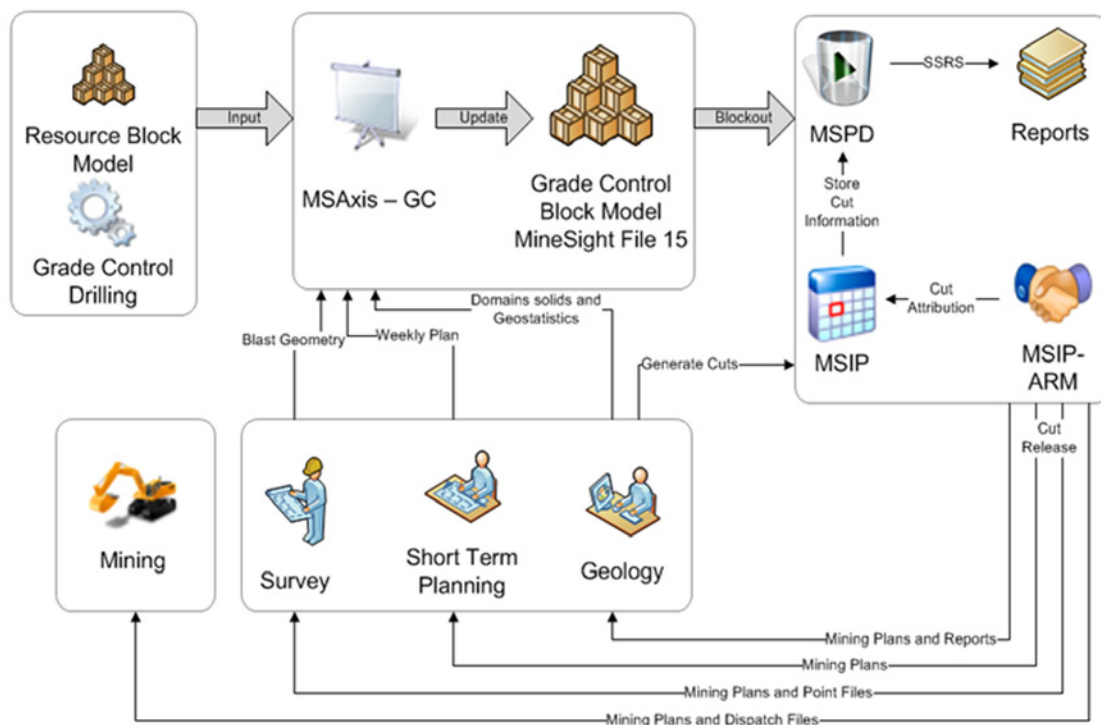 Resource Block
Model
Grade Control
Drilling
Input
MSAxis – GC
Update
Grade Control
Block Model
MineSight File 15
Blockout
MSPD
SSRS
Reports
Store
Cut
Information
MSIP
Cut
Attribution
MSIP-
ARM
Blast Geometry
Weekly Plan
Domains solids and
Geostatistics
Generate Cuts
Cut
Release
Mining
Survey
Short Term
Planning
Geology
Mining Plans and Reports
Mining Plans
Mining Plans and Point Files
Mining Plans and Dispatch Files